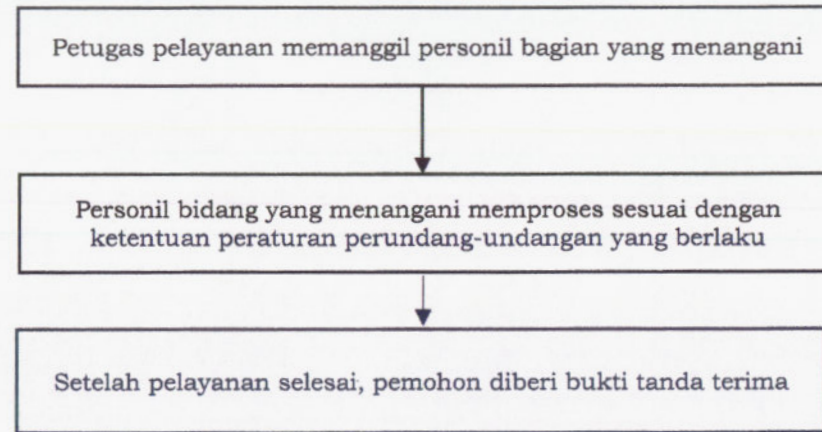 Petugas pelayanan memanggil personil bagian yang menangani
Personil bidang yang menangani memproses sesuai dengan
ketentuan peraturan perundang-undangan yang berlaku
Setelah pelayanan selesai, pemohon diberi bukti tanda terima